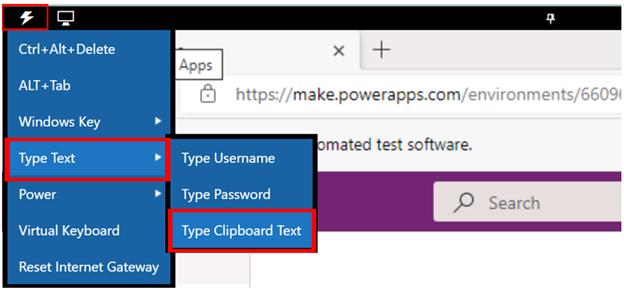 Ctrl+Alt+Delete
ALT+Tab
Windows Key
Type Text
Power
Virtual Keyboard
Reset Internet Gateway
Type Username
Type Password
Type Clipboard Text
Apps
https://make.powerapps.com/environments/66096
omated test software.
Search